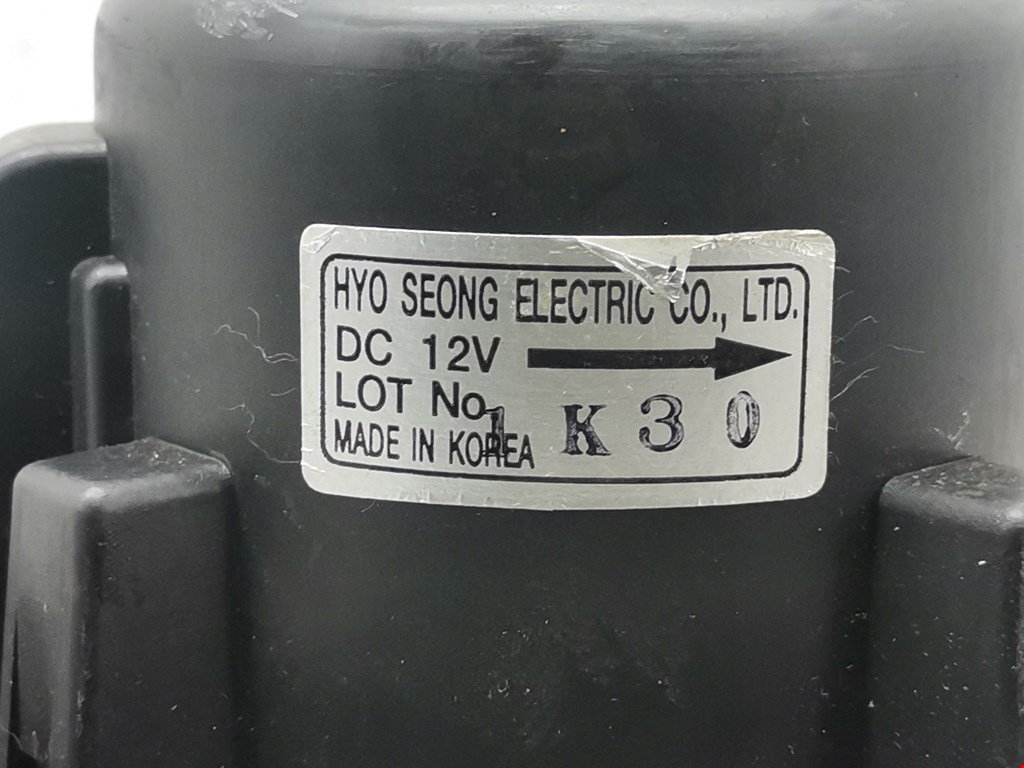 HYO SEONG ELECTRIC CO., LTD.
DC 12V
LOT No. 1 K 3 0
MADE IN KOREA